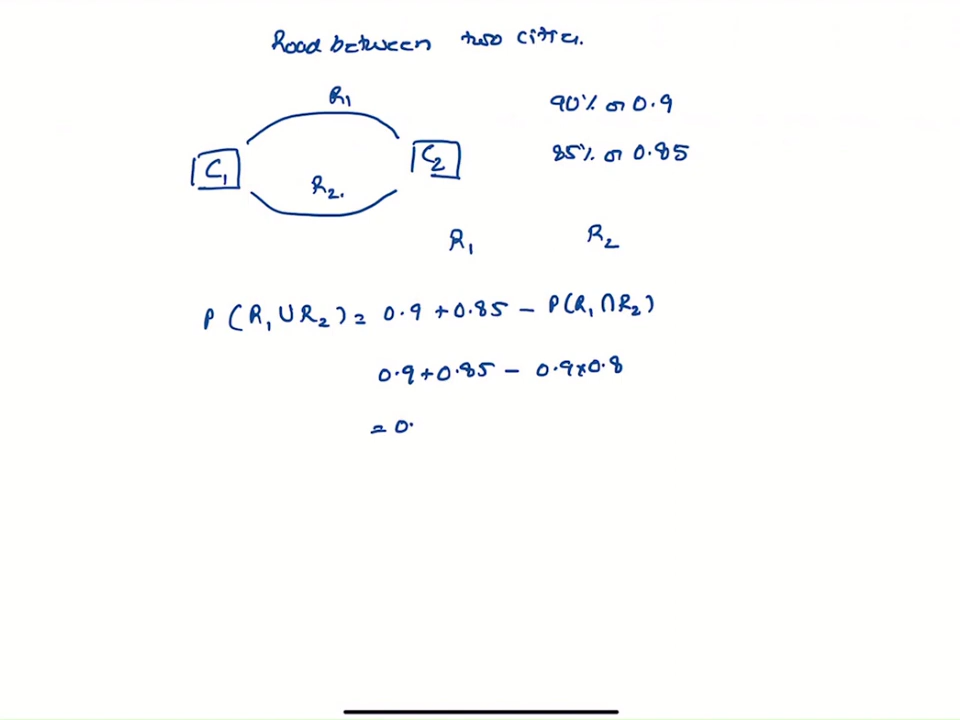 Road between two cities.
R1
90% or 0.9
C1
C2
85% or 0.85
R2.
R1 R2
P(R1 ∪ R2) = 0.9 + 0.85 - P(R1 ∩ R2)
0.9 + 0.85 - 0.9 x 0.8
= 0.